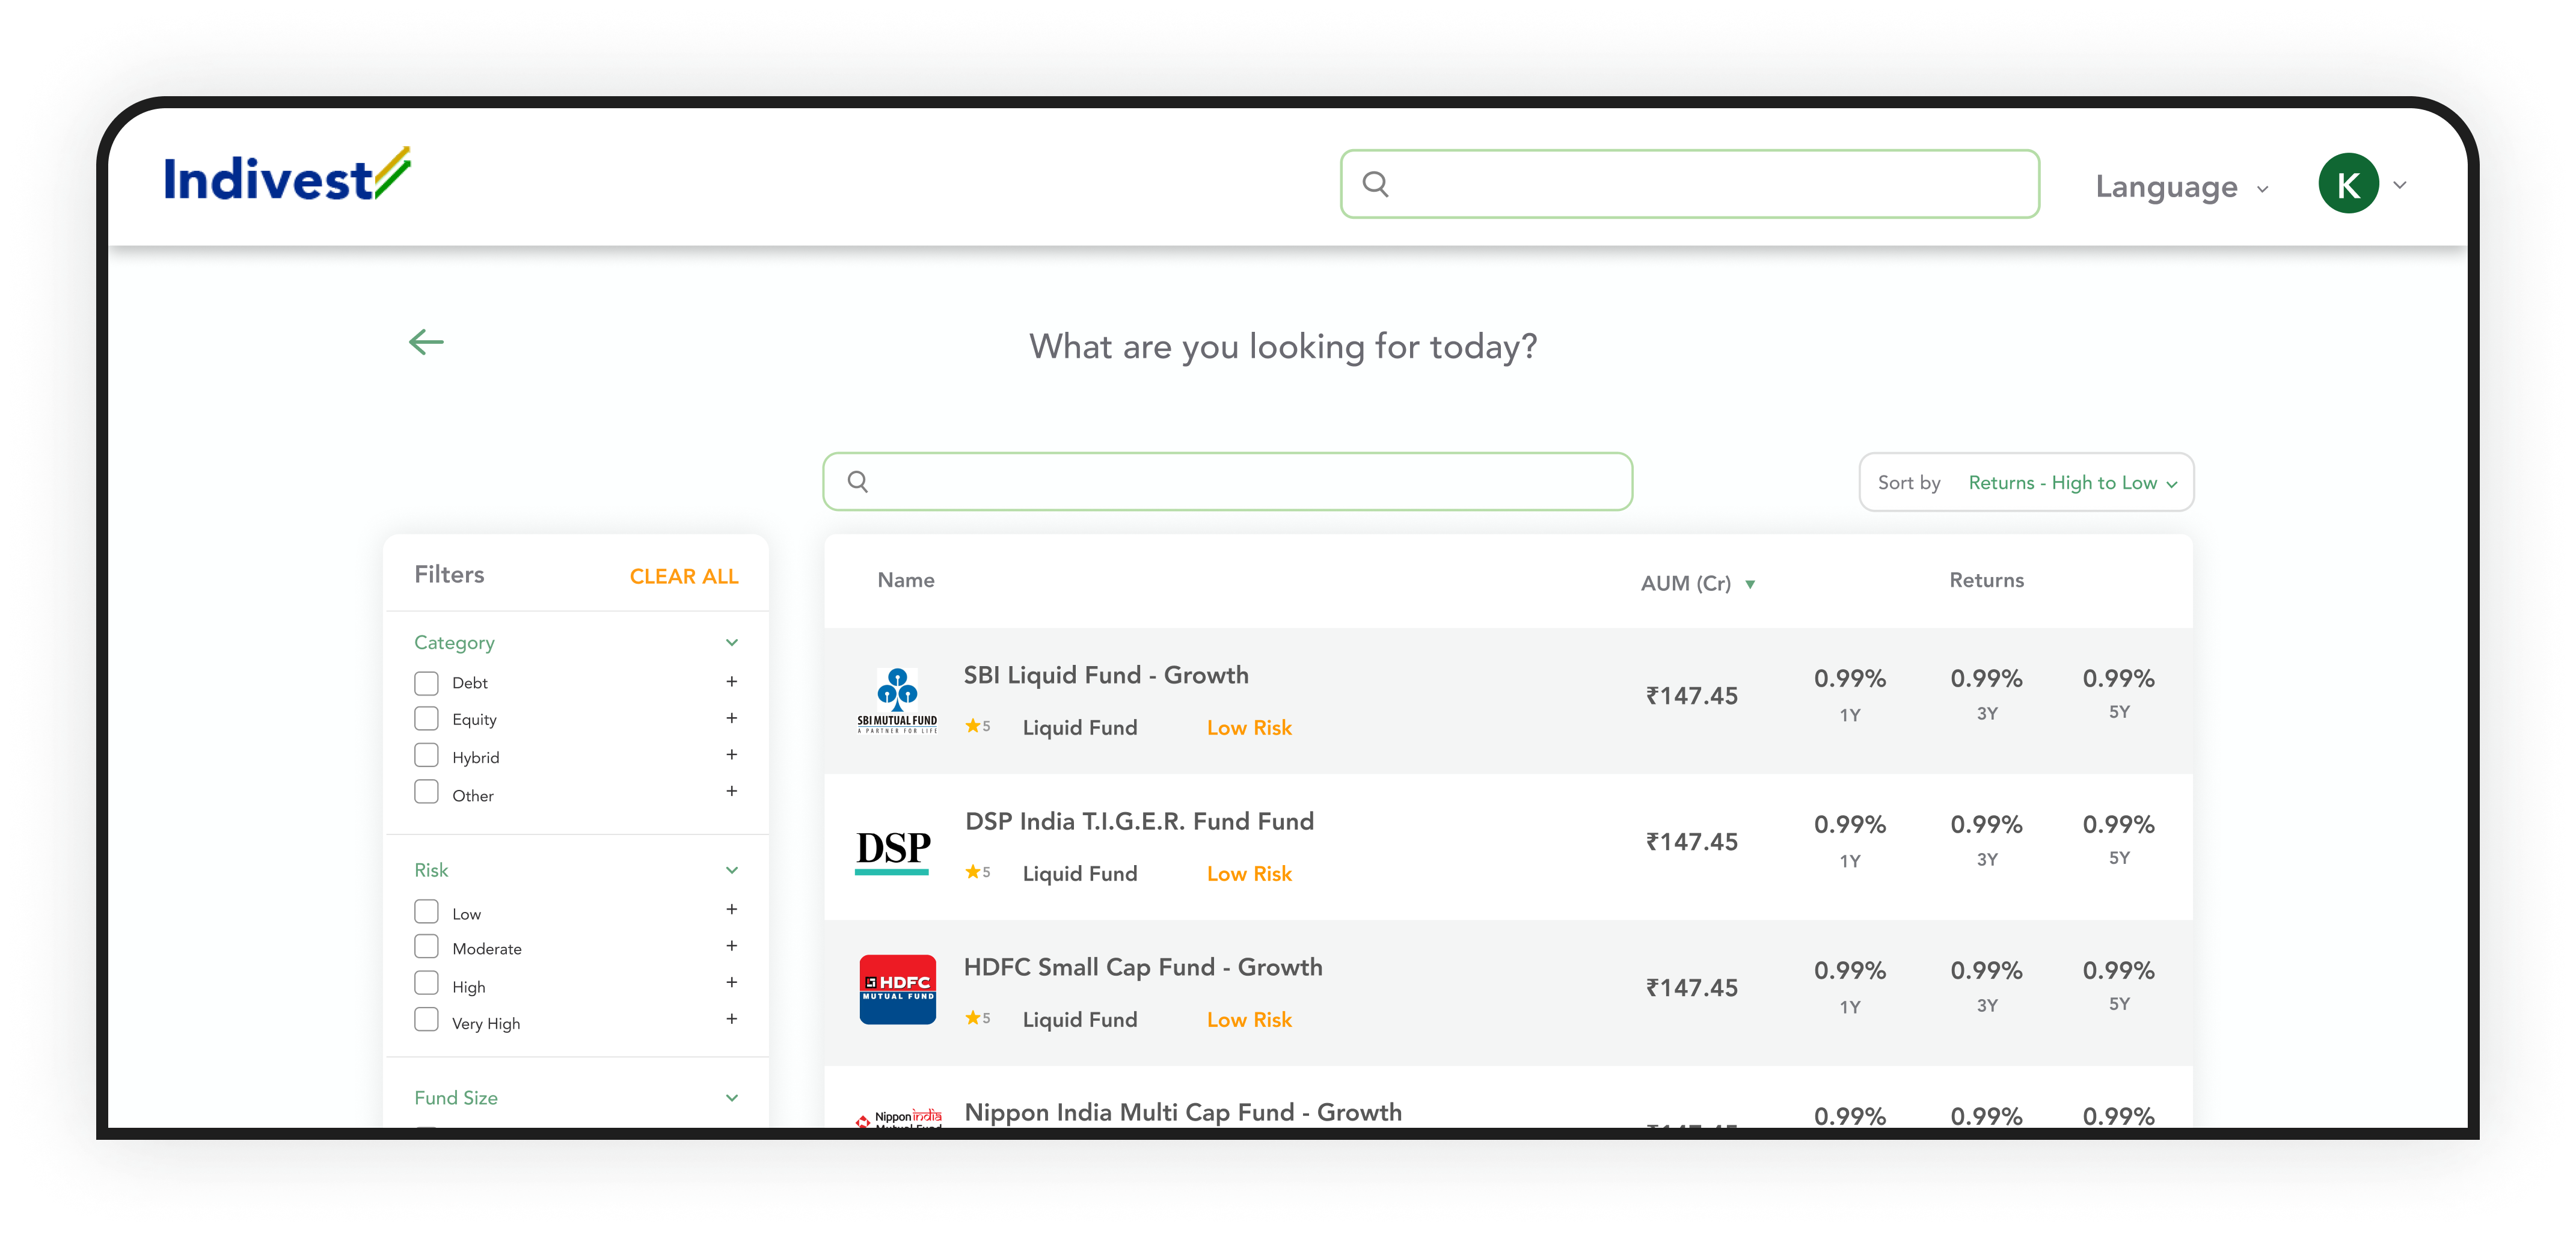 Indivest
Language
K
What are you looking for today?
Sort by Returns - High to Low
Filters CLEAR ALL
Category
Debt +
Equity +
Hybrid +
Other +
Risk
Low +
Moderate +
High +
Very High +
Fund Size
Name AUM (Cr) ▼ Returns
SBI MUTUAL FUND
A PARTNER FOR LIFE
SBI Liquid Fund - Growth
★5 Liquid Fund Low Risk
₹147.45
0.99% 0.99% 0.99%
1Y 3Y 5Y
DSP
DSP India T.I.G.E.R. Fund Fund
★5 Liquid Fund Low Risk
₹147.45
0.99% 0.99% 0.99%
1Y 3Y 5Y
HDFC
MUTUAL FUND
HDFC Small Cap Fund - Growth
★5 Liquid Fund Low Risk
₹147.45
0.99% 0.99% 0.99%
1Y 3Y 5Y
Nippon india
Mutual Fund
Nippon India Multi Cap Fund - Growth
0.99% 0.99% 0.99%